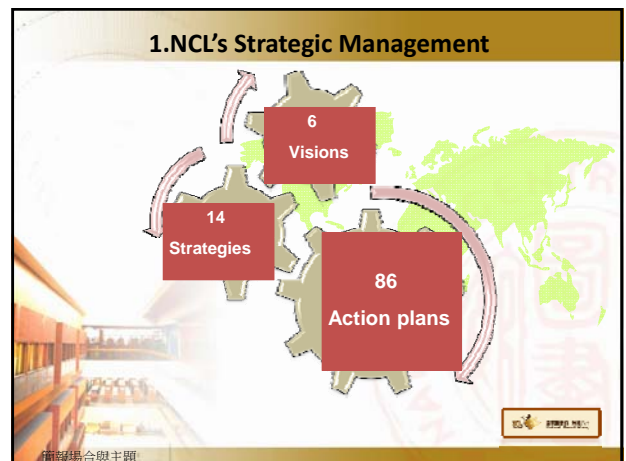 1.NCL's Strategic Management
6
Visions
14
Strategies
86
Action plans
簡報場合與主題